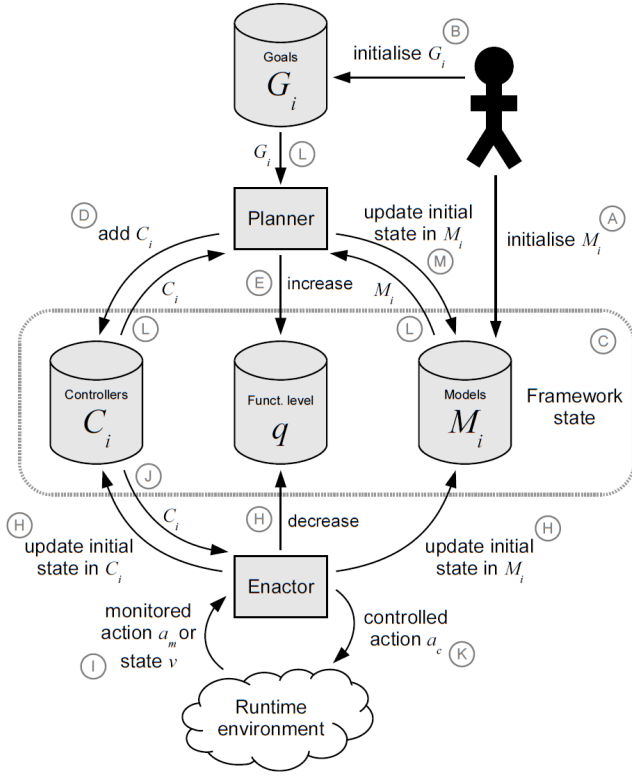 B
Goals
initialise G_i
G_i
G_i
L
Planner
D
add C_i
update initial
state in M_i
A
initialise M_i
M
C_i
E
increase
M_i
L
L
C
Controllers
C_i
Funct. level
q
Models
M_i
Framework
state
J
C_i
H
update initial
state in C_i
H
decrease
H
update initial
state in M_i
Enactor
monitored
action a_m or
state v
I
controlled
action a_c
K
Runtime
environment